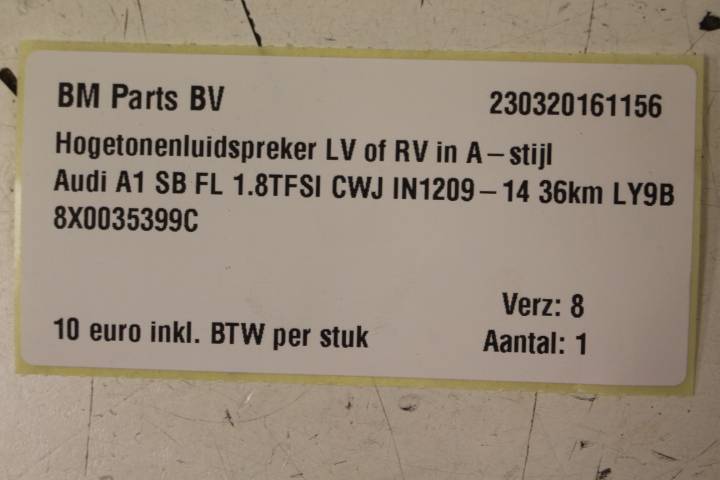 BM Parts BV 230320161156
Hogetonenluidspreker LV of RV in A-stijl
Audi A1 SB FL 1.8TFSI CWJ IN1209-14 36km LY9B
8X0035399C
Verz: 8
10 euro inkl. BTW per stuk Aantal: 1